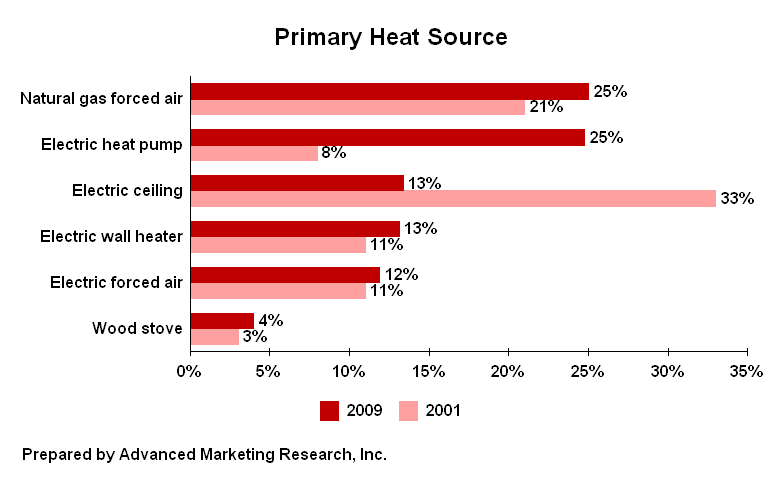 Primary Heat Source
Natural gas forced air
25%
21%
Electric heat pump
25%
8%
Electric ceiling
13%
33%
Electric wall heater
13%
11%
Electric forced air
12%
11%
Wood stove
4%
3%
0% 5% 10% 15% 20% 25% 30% 35%
2009 2001
Prepared by Advanced Marketing Research, Inc.